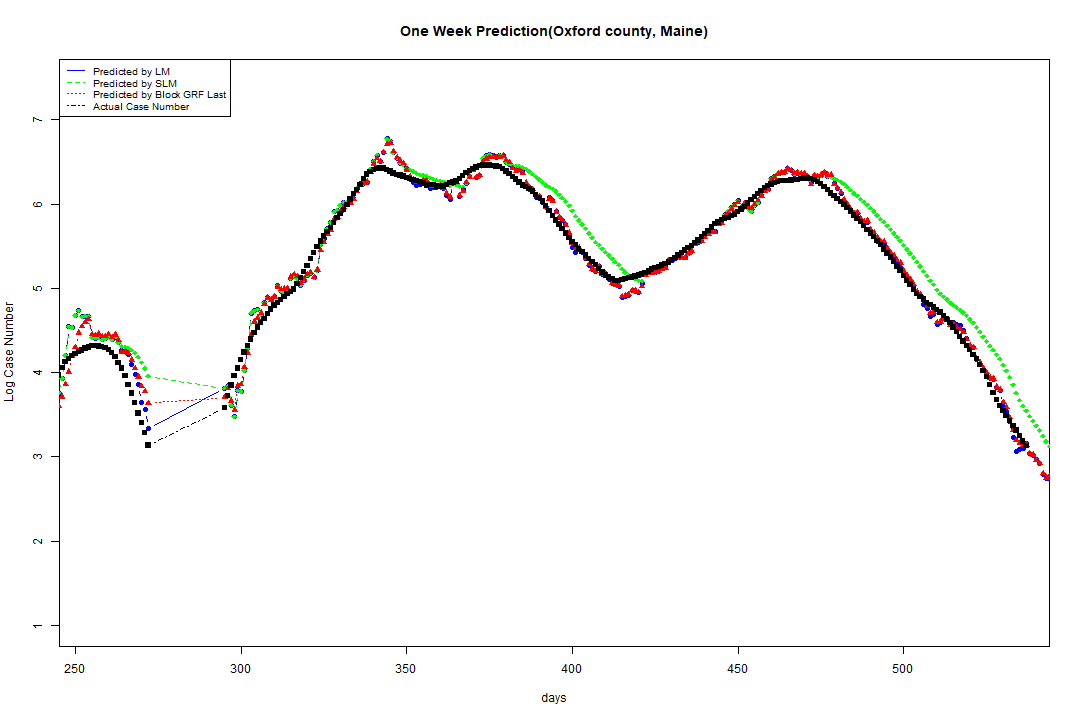 One Week Prediction(Oxford county, Maine)
Predicted by LM
Predicted by SLM
Predicted by Block GRF Last
Actual Case Number
Log Case Number
7
6
5
4
3
2
1
250 300 350 400 450 500
days